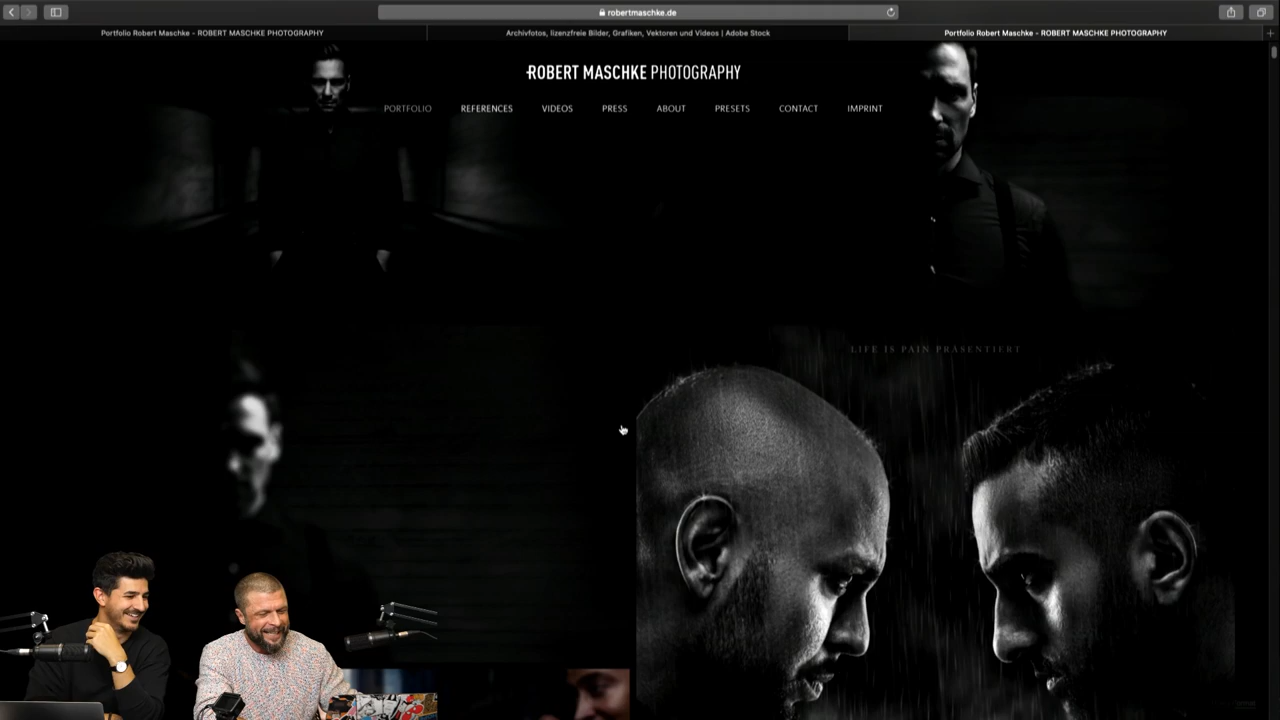 robertmaschke.de
Portfolio Robert Maschke - ROBERT MASCHKE PHOTOGRAPHY
Archivfotos, lizenzfreie Bilder, Grafiken, Vektoren und Videos | Adobe Stock
Portfolio Robert Maschke - ROBERT MASCHKE PHOTOGRAPHY
ROBERT MASCHKE PHOTOGRAPHY
PORTFOLIO REFERENCES VIDEOS PRESS ABOUT PRESETS CONTACT IMPRINT
LIFE IS PAIN PRÄSENTIERT